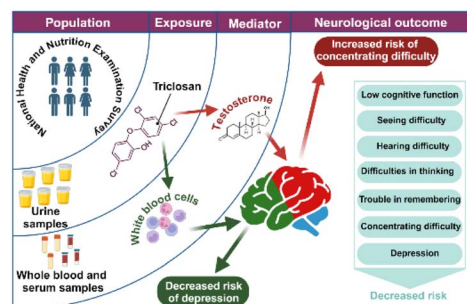 Population
Exposure
Mediator
Neurological outcome
National Health and Nutrition Examination Survey
Triclosan
Testosterone
Increased risk of
concentrating difficulty
OH
Low cognitive function
Seeing difficulty
Hearing difficulty
Difficulties in thinking
Trouble in remembering
Concentrating difficulty
Depression
Decreased risk
Urine
samples
White blood cells
Whole blood and
serum samples
Decreased risk
of depression